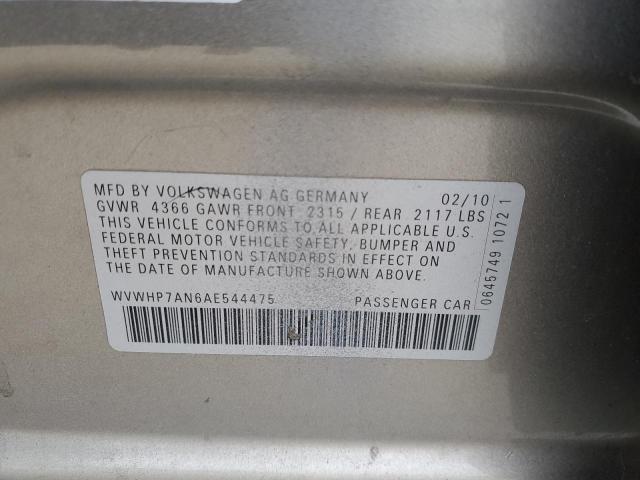 MFD BY VOLKSWAGEN AG GERMANY 02/10
GVWR 4366 GAWR FRONT 2315 / REAR 2117 LBS
THIS VEHICLE CONFORMS TO ALL APPLICABLE U.S.
FEDERAL MOTOR VEHICLE SAFETY, BUMPER AND
THEFT PREVENTION STANDARDS IN EFFECT ON
THE DATE OF MANUFACTURE SHOWN ABOVE.
WVWHP7AN6AE544475 PASSENGER CAR
0645749 1072 1